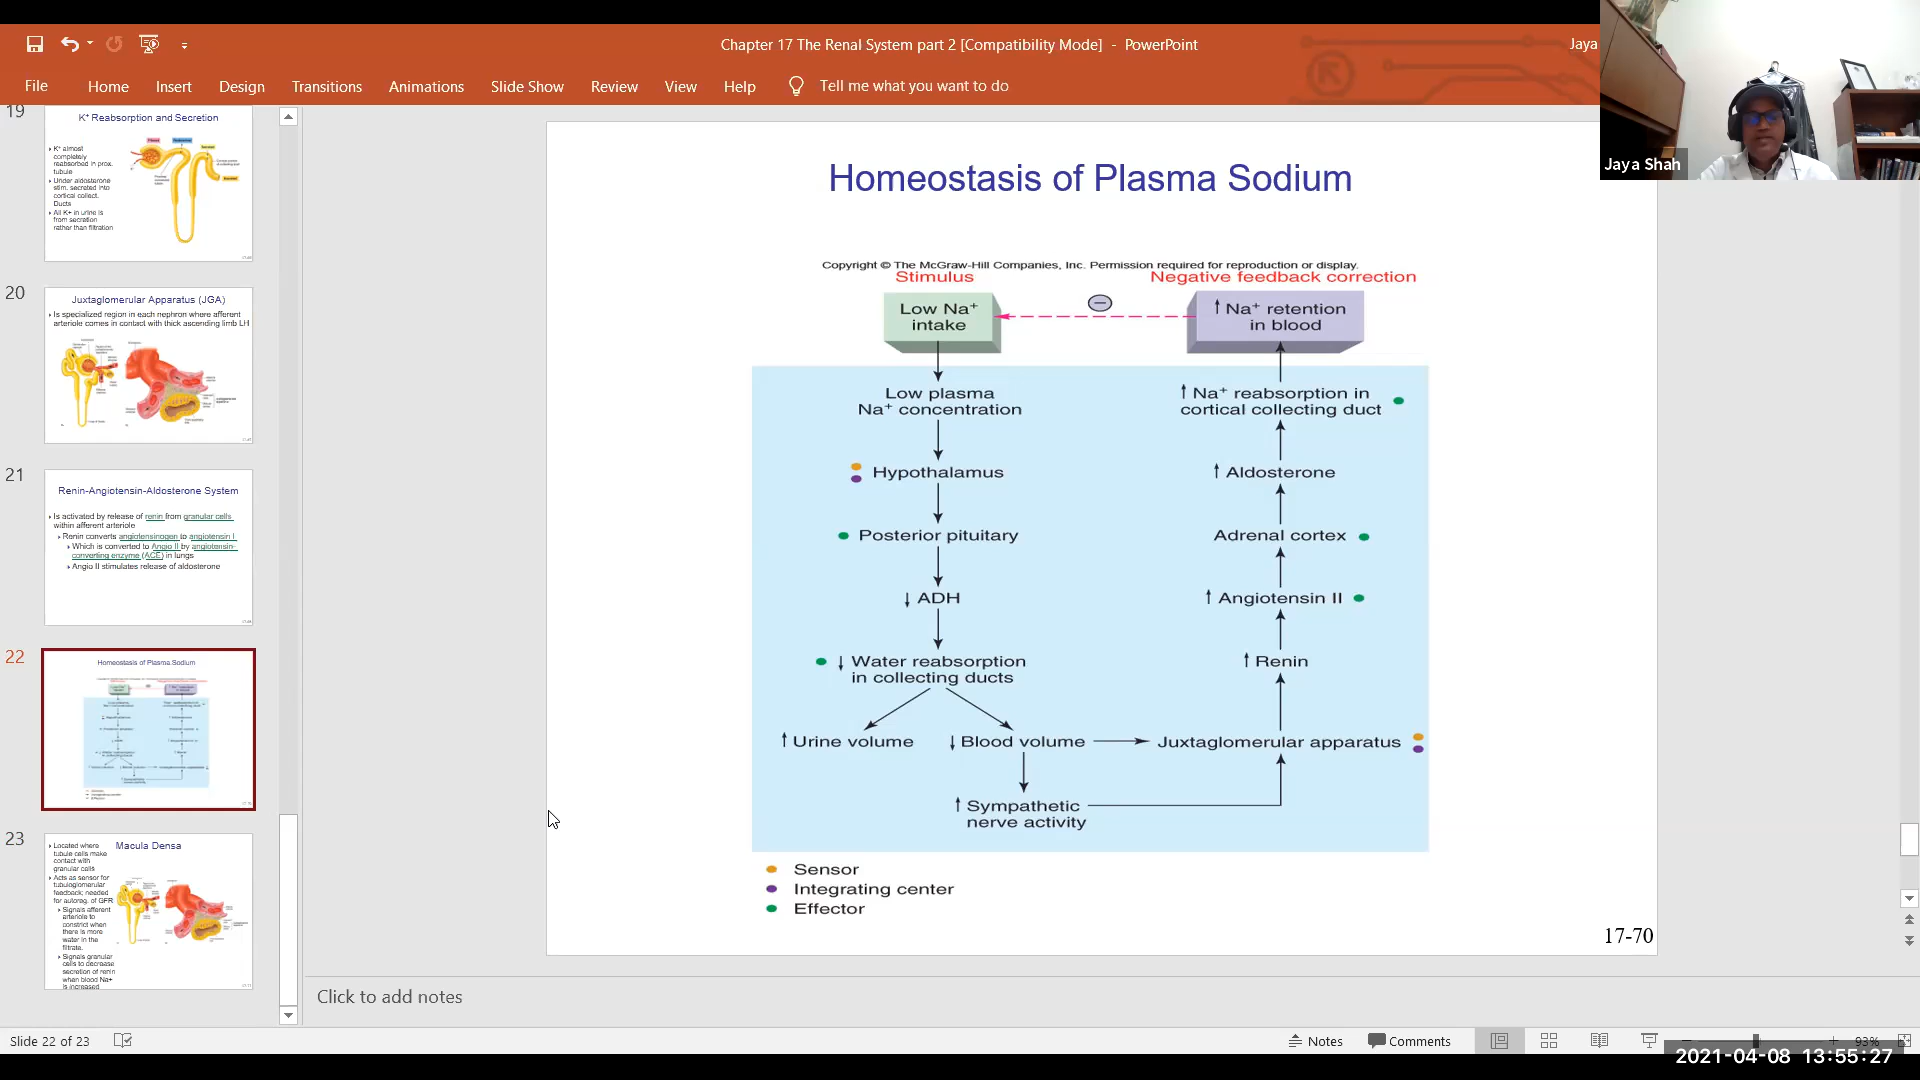 Chapter 17 The Renal System part 2 [Compatibility Mode] - PowerPoint
Jaya
File Home Insert Design Transitions Animations Slide Show Review View Help Tell me what you want to do
Jaya Shah
19
K+ Reabsorption and Secretion
K+ almost
completely
reabsorbed in prox.
tubule
Under aldosterone
stim. secreted into
cortical collect.
Ducts
All K+ in urine is
from secretion
rather than filtration
20
Juxtaglomerular Apparatus (JGA)
Is specialized region in each nephron where afferent
arteriole comes in contact with thick ascending limb LH
21
Renin-Angiotensin-Aldosterone System
Is activated by release of renin from granular cells
within afferent arteriole
Renin converts angiotensinogen to angiotensin I
Which is converted to Angio II by angiotensin-
converting enzyme (ACE) in lungs
Angio II stimulates release of aldosterone
22
Homeostasis of Plasma Sodium
23
Macula Densa
Located where
tubule cells make
contact with
granular cells
Acts as sensor for
tubuloglomerular
feedback; needed
for autoreg. of GFR
Signals afferent
arteriole to
constrict when
there is more
water in the
filtrate.
Signals granular
cells to decrease
secretion of renin
when blood Na+
is increased
Homeostasis of Plasma Sodium
Copyright © The McGraw-Hill Companies, Inc. Permission required for reproduction or display.
Stimulus
Negative feedback correction
Low Na+
intake
−
↑ Na+ retention
in blood
Low plasma
Na+ concentration
↑ Na+ reabsorption in
cortical collecting duct
Hypothalamus
↑ Aldosterone
Posterior pituitary
Adrenal cortex
↓ ADH
↑ Angiotensin II
↓ Water reabsorption
in collecting ducts
↑ Renin
↑ Urine volume
↓ Blood volume
Juxtaglomerular apparatus
↑ Sympathetic
nerve activity
Sensor
Integrating center
Effector
17-70
Click to add notes
Slide 22 of 23
Notes
Comments
93%
2021-04-08 13:55:27